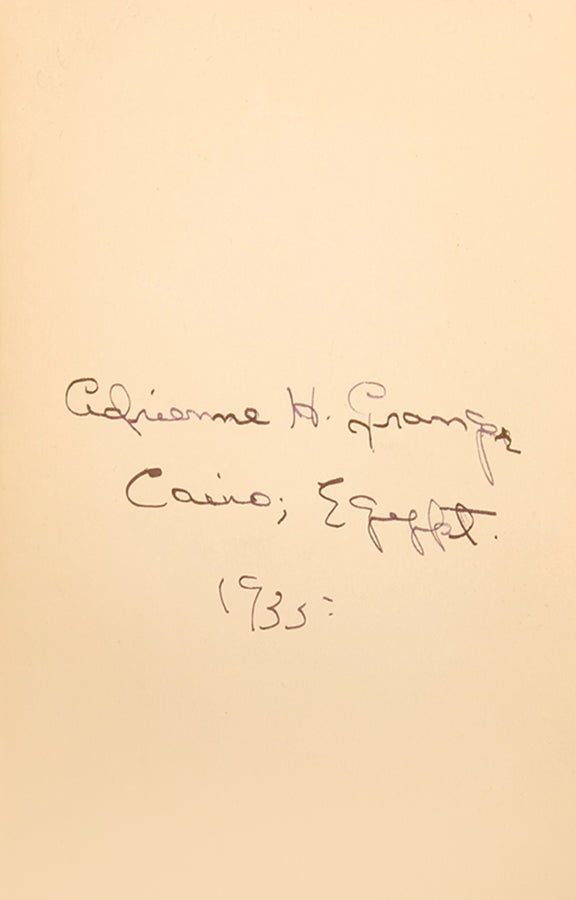 Adrienne H. Granger
Cairo; Egypt.
1935: